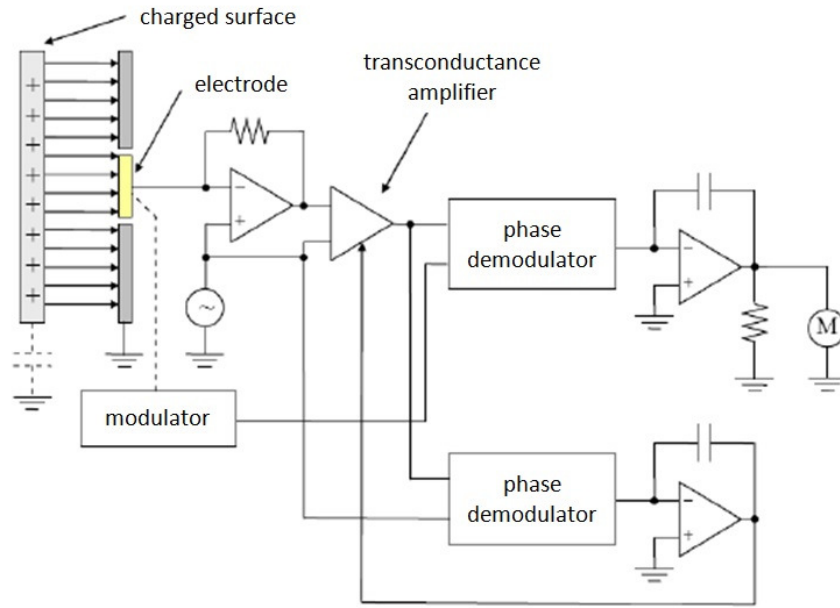 charged surface
electrode
transconductance
amplifier
phase
demodulator
M
modulator
phase
demodulator